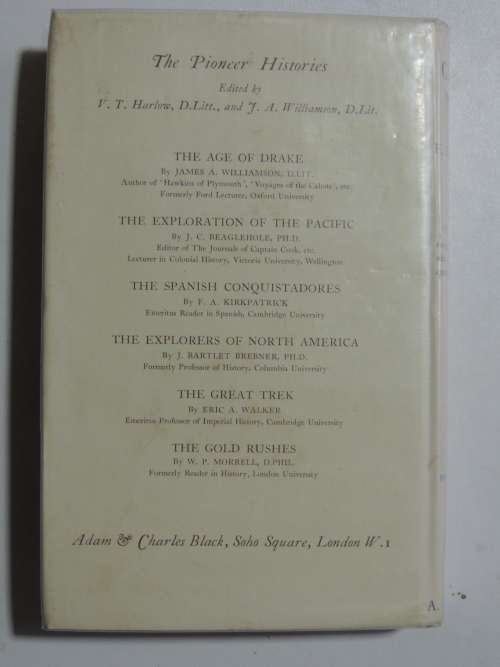 The Pioneer Histories
Edited by
V. T. Harlow, D.Litt., and J. A. Williamson, D.Lit.
THE AGE OF DRAKE
By JAMES A. WILLIAMSON, D.LIT.
Author of 'Hawkins of Plymouth', 'Voyages of the Cabots', etc.
Formerly Ford Lecturer, Oxford University
THE EXPLORATION OF THE PACIFIC
By J. C. BEAGLEHOLE, PH.D.
Editor of The Journals of Captain Cook, etc.
Lecturer in Colonial History, Victoria University, Wellington
THE SPANISH CONQUISTADORES
By F. A. KIRKPATRICK
Emeritus Reader in Spanish, Cambridge University
THE EXPLORERS OF NORTH AMERICA
By J. BARTLET BREBNER, PH.D.
Formerly Professor of History, Columbia University
THE GREAT TREK
By ERIC A. WALKER
Emeritus Professor of Imperial History, Cambridge University
THE GOLD RUSHES
By W. P. MORRELL, D.PHIL.
Formerly Reader in History, London University
Adam & Charles Black, Soho Square, London W.1
A.